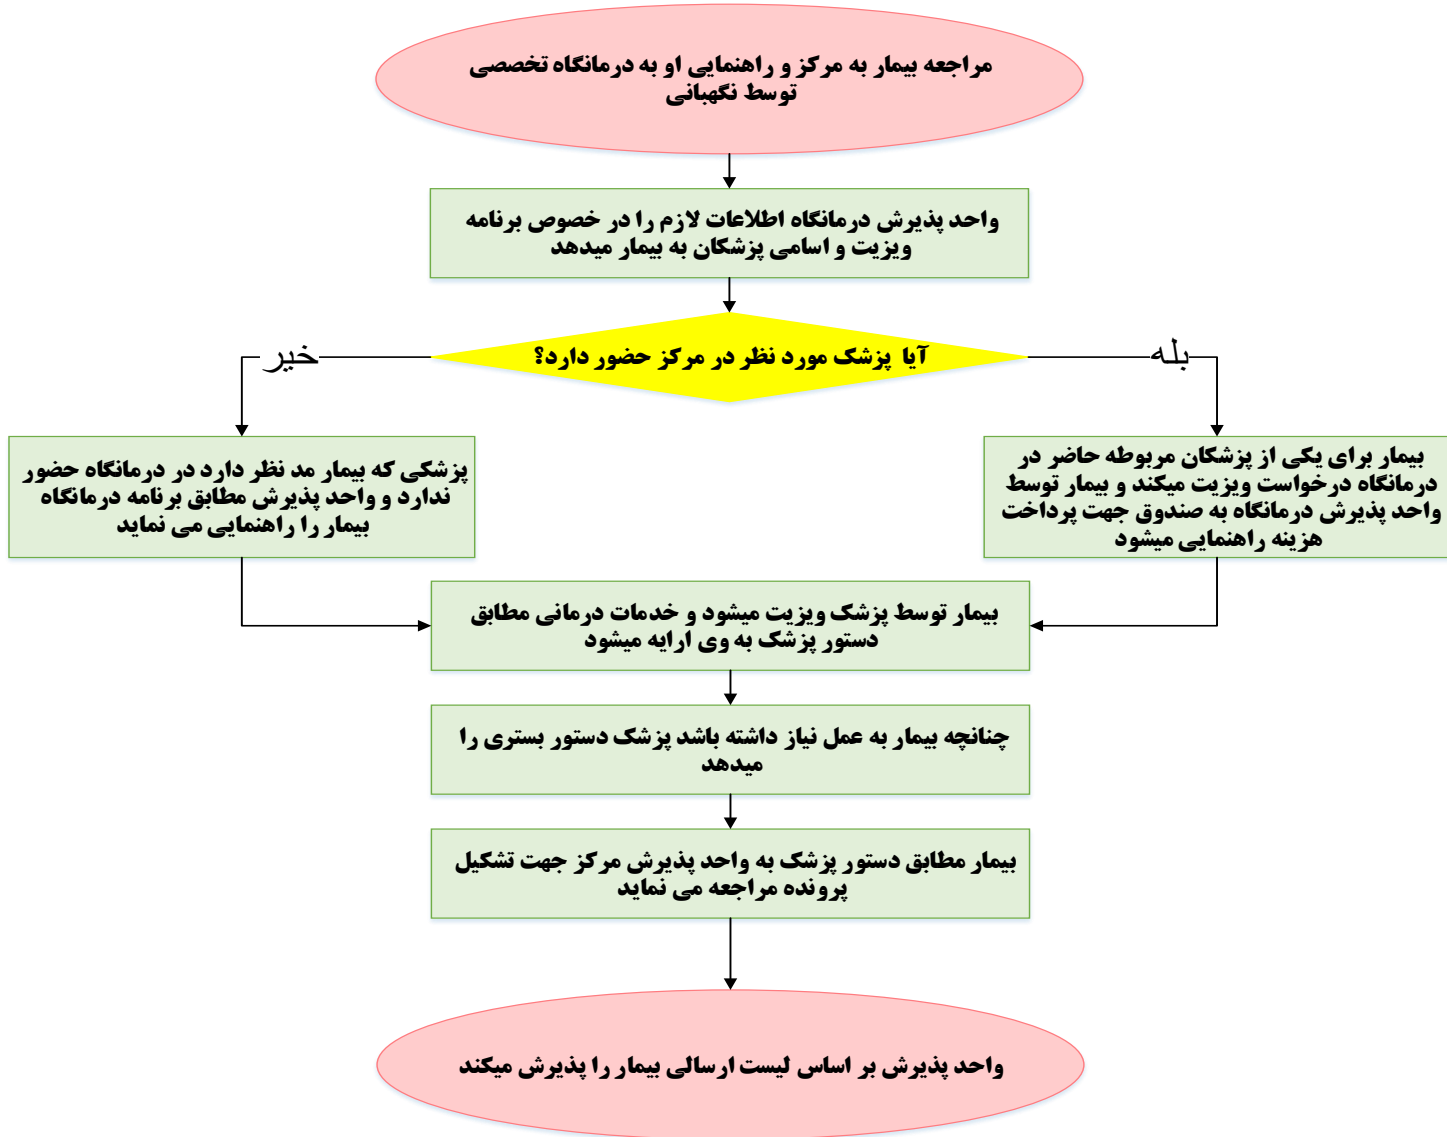 مراجعه بیمار به مرکز و راهنمایی او به درمانگاه تخصصی
توسط نگهبانی
واحد پذیرش درمانگاه اطلاعات لازم را در خصوص برنامه
ویزیت و اسامی پزشکان به بیمار میدهد
آیا پزشک مورد نظر در مرکز حضور دارد؟
بله
خیر
بیمار برای یکی از پزشکان مربوطه حاضر در
درمانگاه درخواست ویزیت میکند و بیمار توسط
واحد پذیرش درمانگاه به صندوق جهت پرداخت
هزینه راهنمایی میشود
پزشکی که بیمار مد نظر دارد در درمانگاه حضور
ندارد و واحد پذیرش مطابق برنامه درمانگاه
بیمار را راهنمایی می نماید
بیمار توسط پزشک ویزیت میشود و خدمات درمانی مطابق
دستور پزشک به وی ارایه میشود
چنانچه بیمار به عمل نیاز داشته باشد پزشک دستور بستری را
میدهد
بیمار مطابق دستور پزشک به واحد پذیرش مرکز جهت تشکیل
پرونده مراجعه می نماید
واحد پذیرش بر اساس لیست ارسالی بیمار را پذیرش میکند